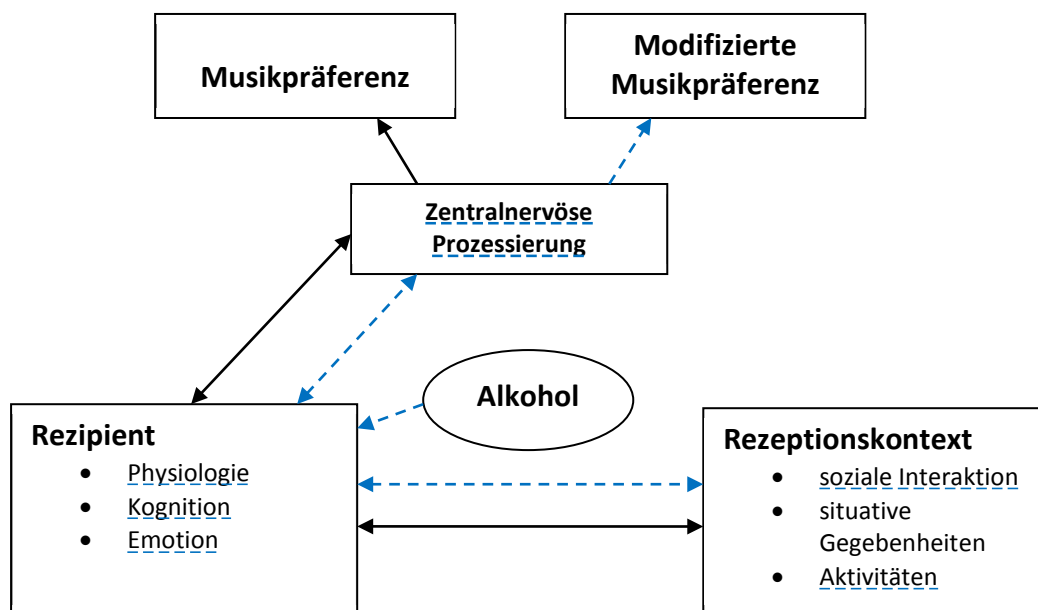 Musikpräferenz
Modifizierte
Musikpräferenz
Zentralnervöse
Prozessierung
Alkohol
Rezipient
• Physiologie
• Kognition
• Emotion
Rezeptionskontext
• soziale Interaktion
• situative
Gegebenheiten
• Aktivitäten